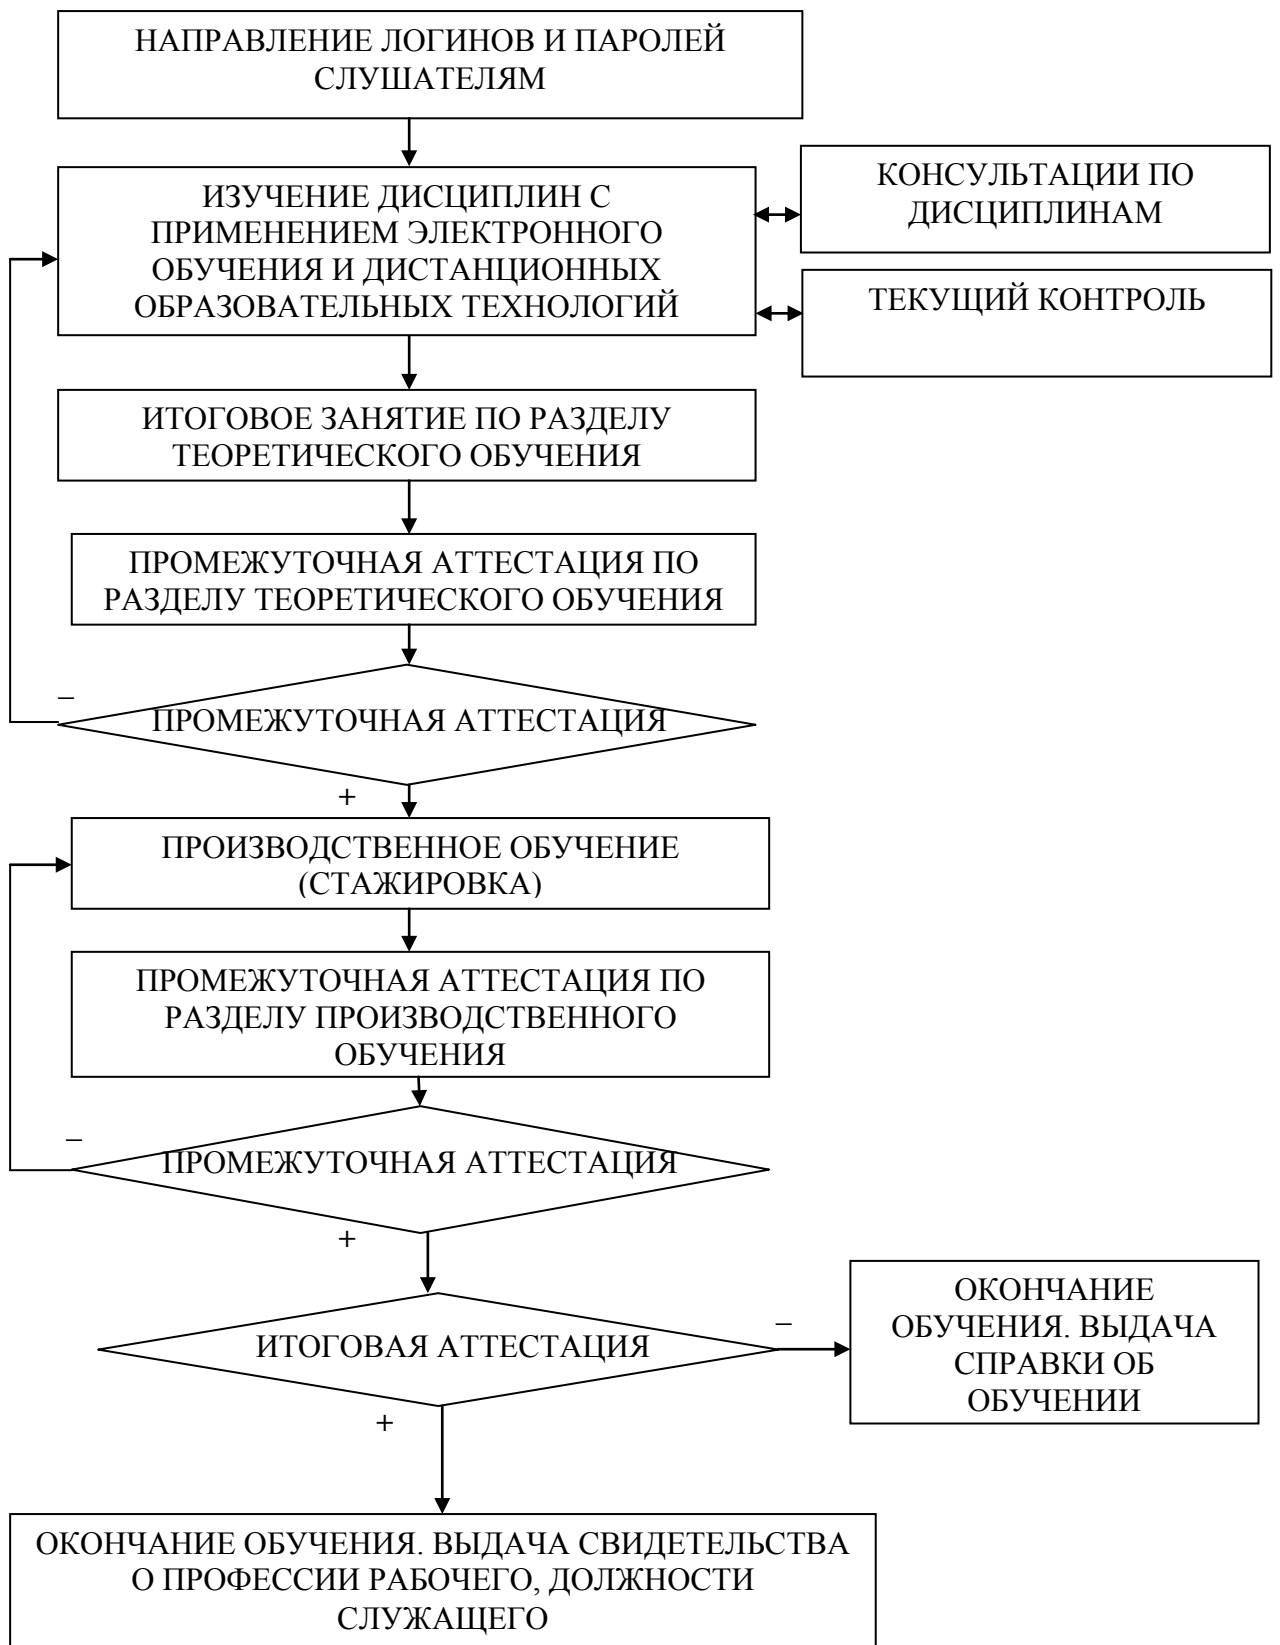 НАПРАВЛЕНИЕ ЛОГИНОВ И ПАРОЛЕЙ
СЛУШАТЕЛЯМ
ИЗУЧЕНИЕ ДИСЦИПЛИН С
ПРИМЕНЕНИЕМ ЭЛЕКТРОННОГО
ОБУЧЕНИЯ И ДИСТАНЦИОННЫХ
ОБРАЗОВАТЕЛЬНЫХ ТЕХНОЛОГИЙ
КОНСУЛЬТАЦИИ ПО
ДИСЦИПЛИНАМ
ТЕКУЩИЙ КОНТРОЛЬ
ИТОГОВОЕ ЗАНЯТИЕ ПО РАЗДЕЛУ
ТЕОРЕТИЧЕСКОГО ОБУЧЕНИЯ
ПРОМЕЖУТОЧНАЯ АТТЕСТАЦИЯ ПО
РАЗДЕЛУ ТЕОРЕТИЧЕСКОГО ОБУЧЕНИЯ
–
ПРОМЕЖУТОЧНАЯ АТТЕСТАЦИЯ
+
ПРОИЗВОДСТВЕННОЕ ОБУЧЕНИЕ
(СТАЖИРОВКА)
ПРОМЕЖУТОЧНАЯ АТТЕСТАЦИЯ ПО
РАЗДЕЛУ ПРОИЗВОДСТВЕННОГО
ОБУЧЕНИЯ
–
ПРОМЕЖУТОЧНАЯ АТТЕСТАЦИЯ
+
ИТОГОВАЯ АТТЕСТАЦИЯ
–
ОКОНЧАНИЕ
ОБУЧЕНИЯ. ВЫДАЧА
СПРАВКИ ОБ
ОБУЧЕНИИ
+
ОКОНЧАНИЕ ОБУЧЕНИЯ. ВЫДАЧА СВИДЕТЕЛЬСТВА
О ПРОФЕССИИ РАБОЧЕГО, ДОЛЖНОСТИ
СЛУЖАЩЕГО